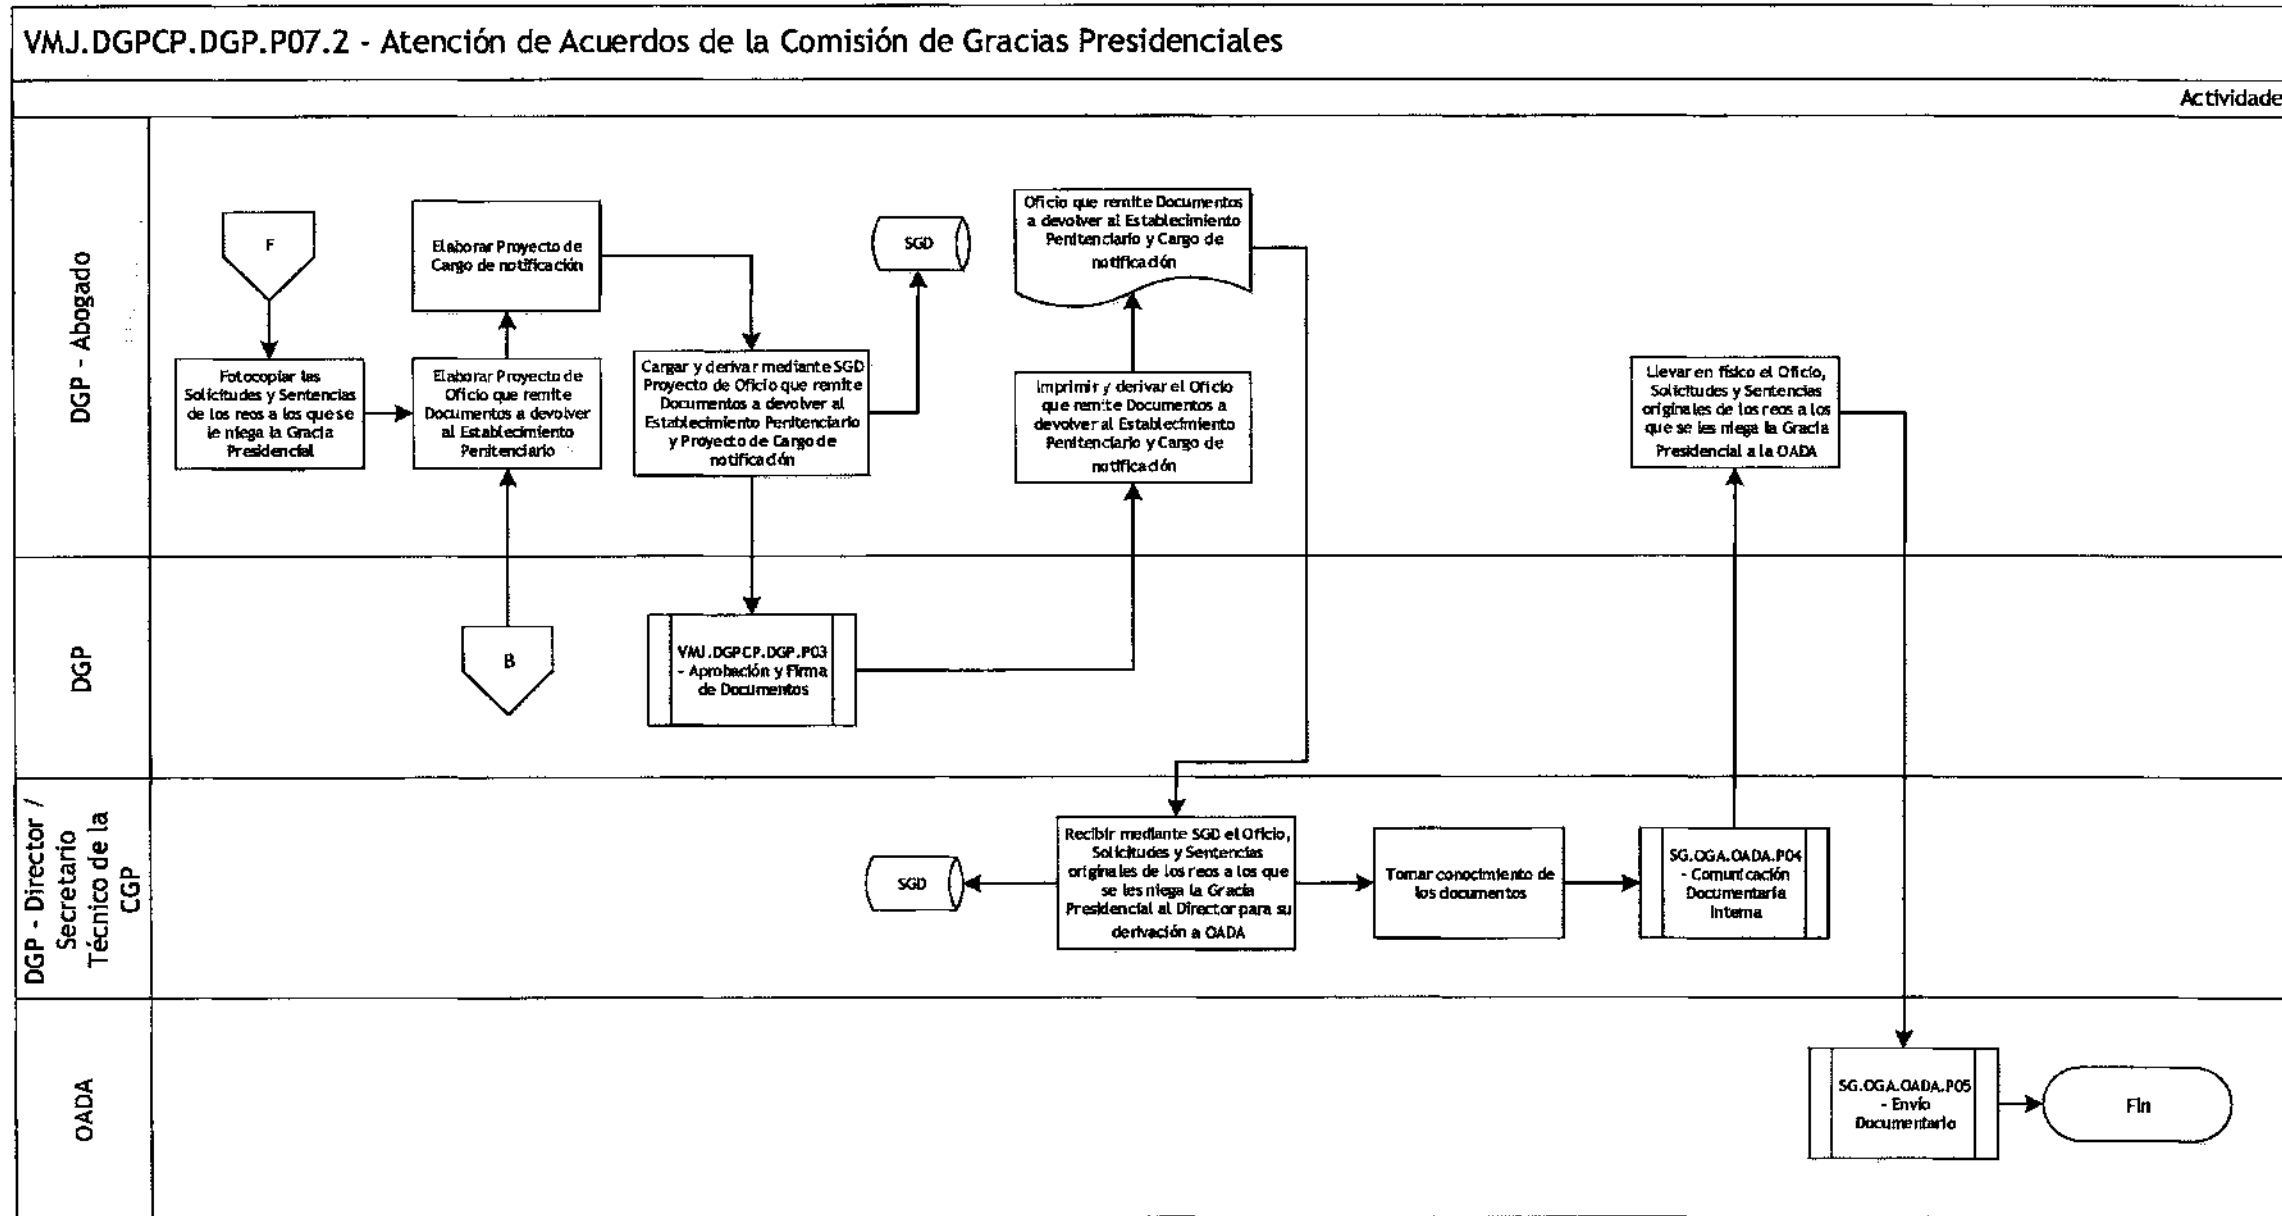 VMJ.DGPCP.DGP.P07.2 - Atención de Acuerdos de la Comisión de Gracias Presidenciales
Actividade
DGP - Abogado
F
Fotocopiar las
Solicitudes y Sentencias
de los reos a los que se
le niega la Gracia
Presidencial
Elaborar Proyecto de
Cargo de notificación
Elaborar Proyecto de
Oficio que remite
Documentos a devolver
al Establecimiento
Penitenciario
Cargar y derivar mediante SGD
Proyecto de Oficio que remite
Documentos a devolver al
Establecimiento Penitenciario
y Proyecto de Cargo de
notificación
SGD
Oficio que remite Documentos
a devolver al Establecimiento
Penitenciario y Cargo de
notificación
Imprimir y derivar el Oficio
que remite Documentos a
devolver al Establecimiento
Penitenciario y Cargo de
notificación
Llevar en físico el Oficio,
Solicitudes y Sentencias
originales de los reos a los
que se les niega la Gracia
Presidencial a la OADA
DGP
B
VMJ.DGPCP.DGP.P03
- Aprobación y Firma
de Documentos
DGP - Director /
Secretario
Técnico de la
CGP
SGD
Recibir mediante SGD el Oficio,
Solicitudes y Sentencias
originales de los reos a los que
se les niega la Gracia
Presidencial al Director para su
derivación a OADA
Tomar conocimiento de
los documentos
SG.OGA.OADA.P04
- Comunicación
Documentaria
Interna
OADA
SG.OGA.OADA.P05
- Envío
Documentario
Fin